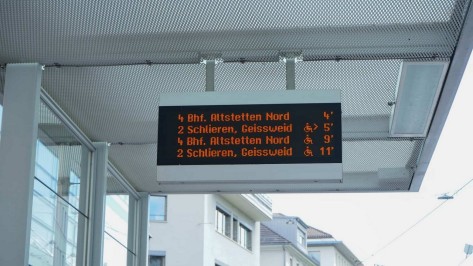 4 Bhf. Altstetten Nord 4'
2 Schlieren, Geissweid ♿> 5'
4 Bhf. Altstetten Nord ♿ 9'
2 Schlieren, Geissweid ♿ 11'